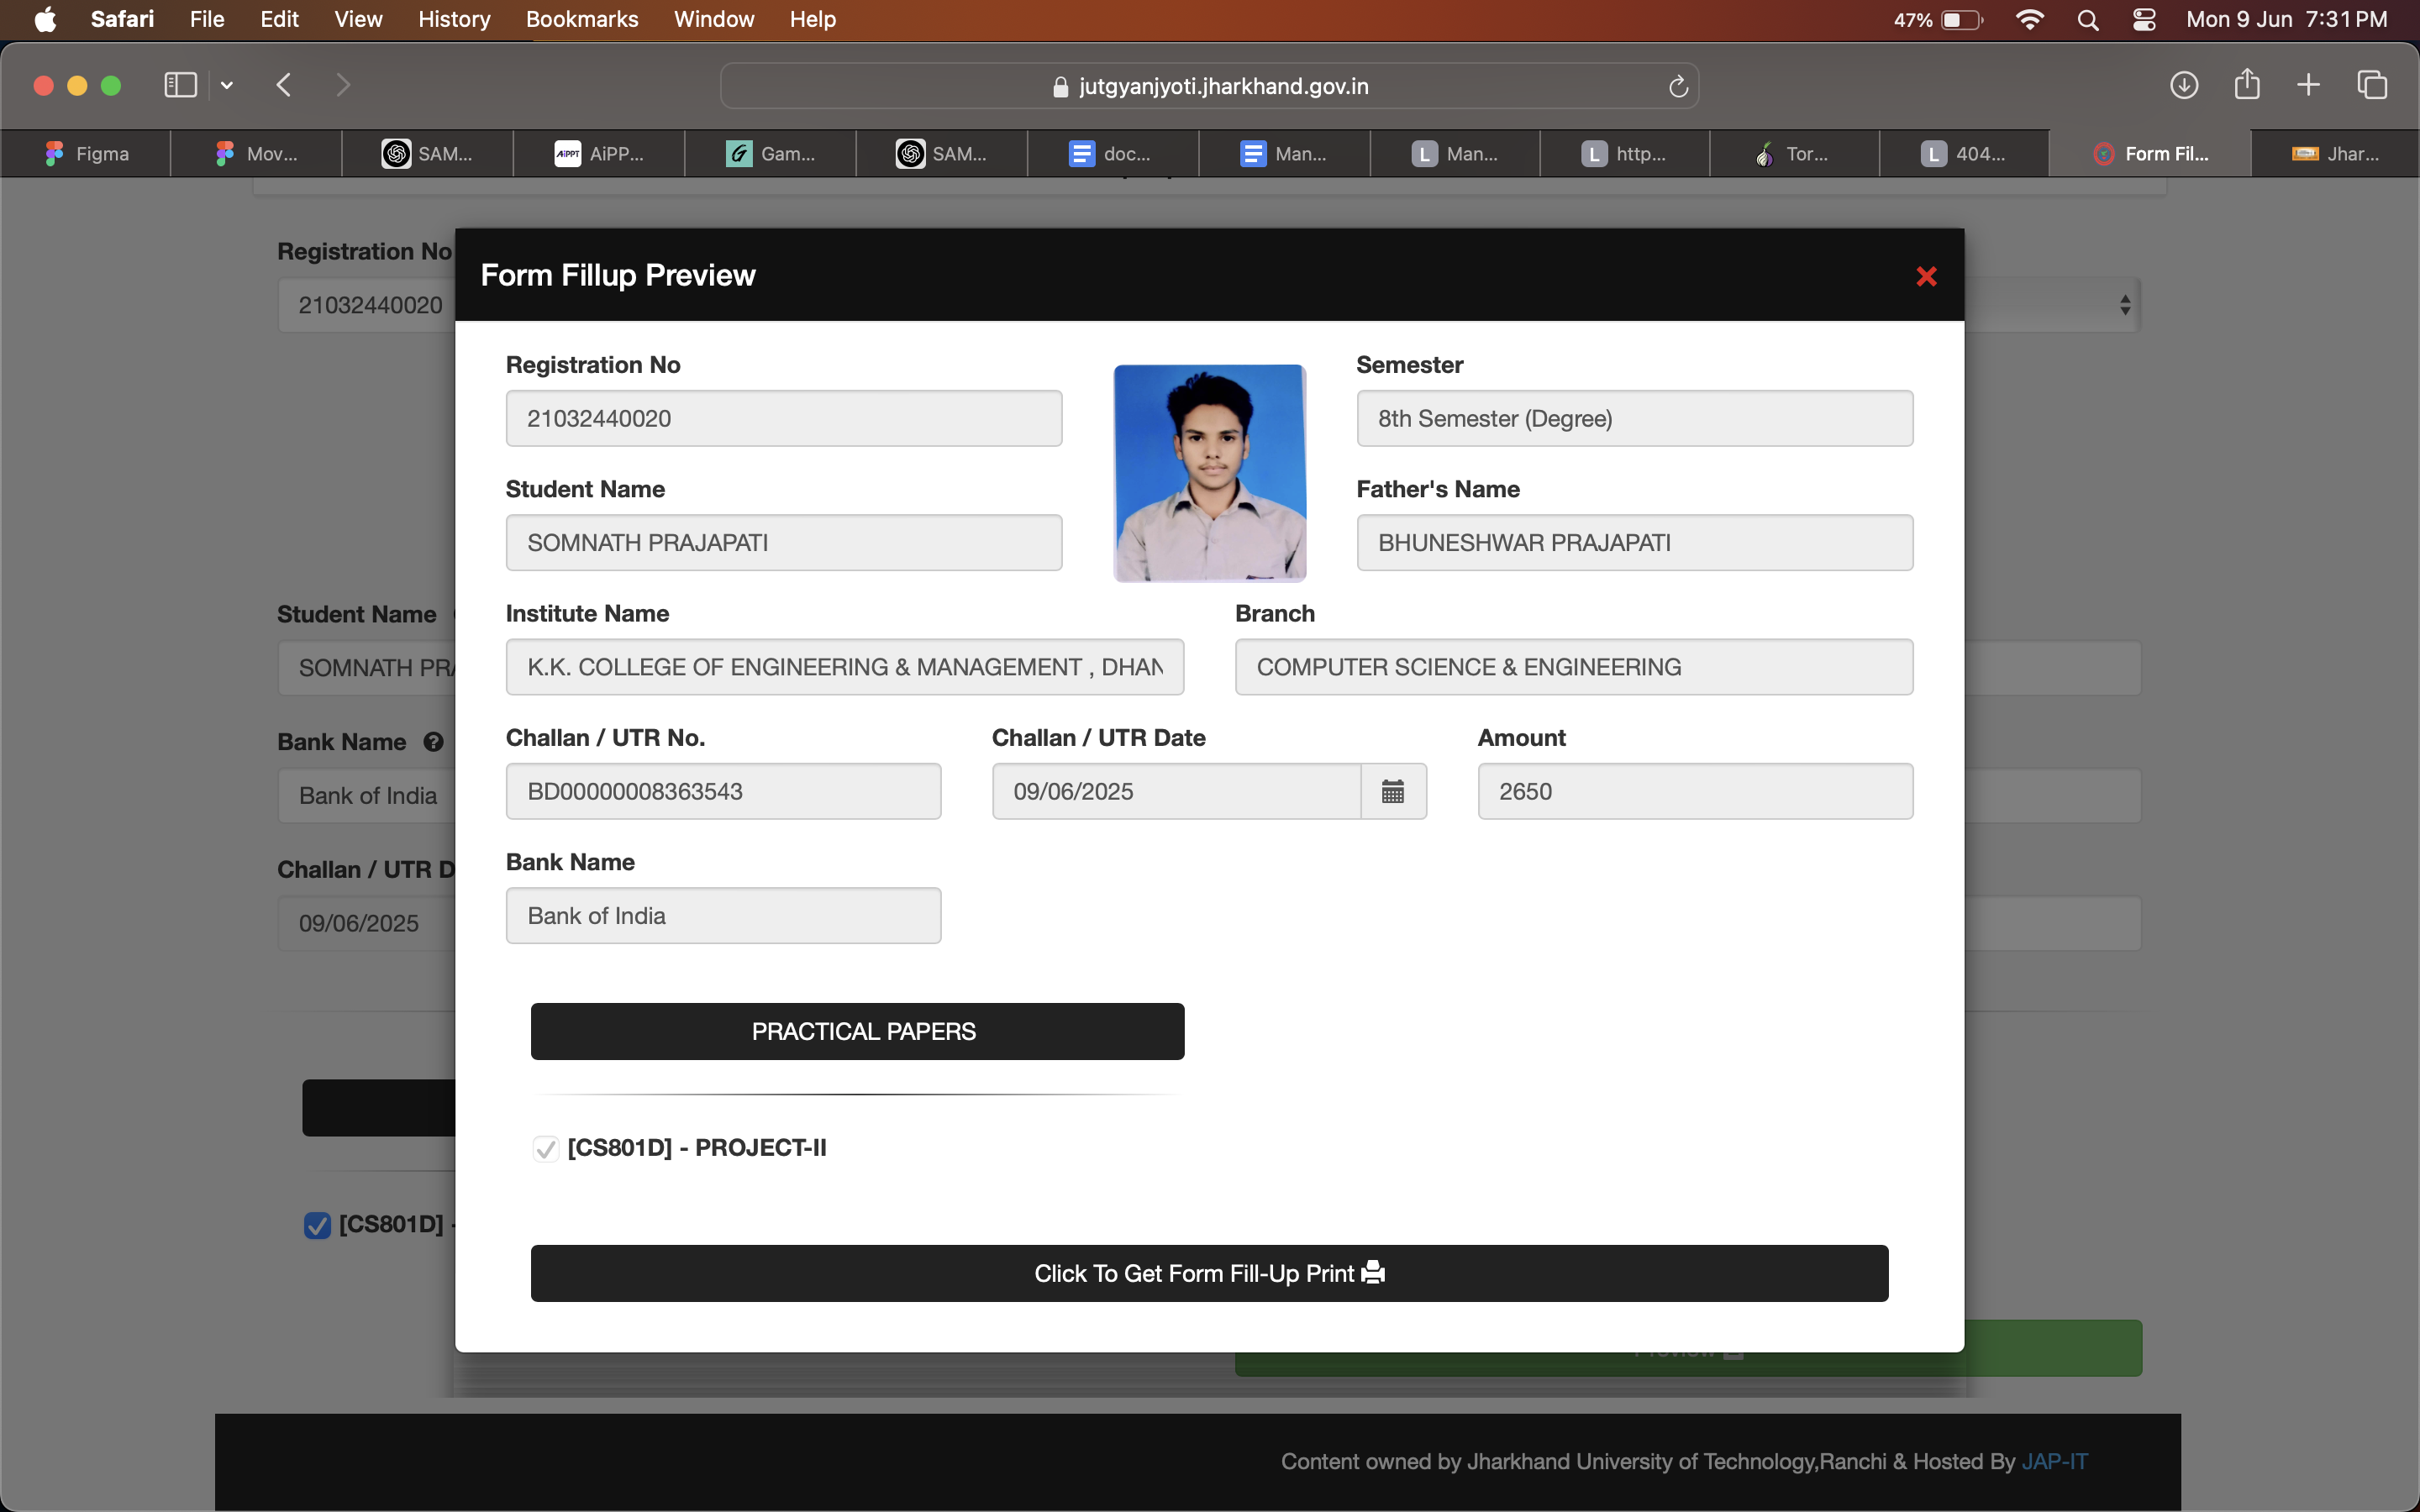 Safari File Edit View History Bookmarks Window Help 47% Mon 9 Jun 7:31 PM
jutgyanjyoti.jharkhand.gov.in
Figma Mov... SAM... AiPPT AiPP... Gam... SAM... doc... Man... L Man... L http... Tor... L 404... Form Fil... Jhar...
Registration No
21032440020
Form Fillup Preview
Registration No
21032440020
Semester
8th Semester (Degree)
Student Name
SOMNATH PRAJAPATI
Father's Name
BHUNESHWAR PRAJAPATI
Student Name
SOMNATH PRA
Institute Name
K.K. COLLEGE OF ENGINEERING & MANAGEMENT , DHAN
Branch
COMPUTER SCIENCE & ENGINEERING
Bank Name
Bank of India
Challan / UTR No.
BD00000008363543
Challan / UTR Date
09/06/2025
Amount
2650
Challan / UTR D
09/06/2025
Bank Name
Bank of India
PRACTICAL PAPERS
[CS801D] - PROJECT-II
[CS801D] -
Click To Get Form Fill-Up Print
Content owned by Jharkhand University of Technology,Ranchi & Hosted By JAP-IT